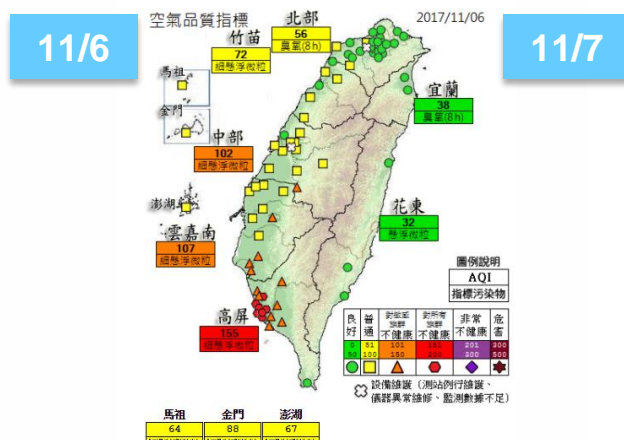 11/6
11/7
空氣品質指標
2017/11/06
北部
56
臭氧(8h)
竹苗
72
細懸浮微粒
馬祖
金門
宜蘭
38
臭氧(8h)
中部
102
細懸浮微粒
澎湖
花東
32
懸浮微粒
雲嘉南
107
細懸浮微粒
高屏
155
細懸浮微粒
圖例說明
AQI
指標污染物
良好
普通
對敏感族群不健康
對所有族群不健康
非常不健康
危害
0 50
51 100
101 150
151 200
201 300
300 500
設備維護(測站例行維護、
儀器異常維修、監測數據不足)
馬祖 金門 澎湖
64 88 67